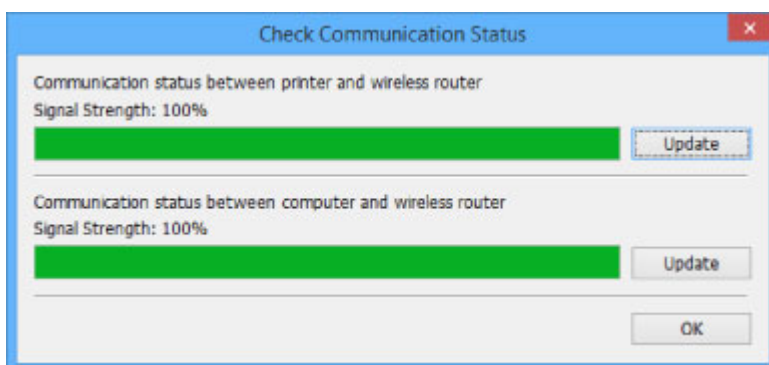 Check Communication Status
Communication status between printer and wireless router
Signal Strength: 100%
Update
Communication status between computer and wireless router
Signal Strength: 100%
Update
OK